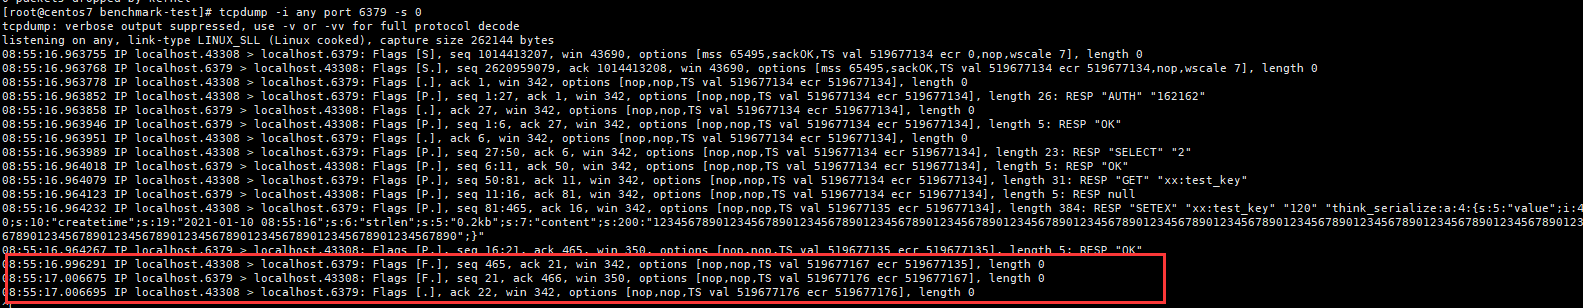 [root@centos7 benchmark-test]# tcpdump -i any port 6379 -s 0
tcpdump: verbose output suppressed, use -v or -vv for full protocol decode
listening on any, link-type LINUX_SLL (Linux cooked), capture size 262144 bytes
08:55:16.963755 IP localhost.43308 > localhost.6379: Flags [S], seq 1014413207, win 43690, options [mss 65495,sackOK,TS val 519677134 ecr 0,nop,wscale 7], length 0
08:55:16.963768 IP localhost.6379 > localhost.43308: Flags [S.], seq 2620959079, ack 1014413208, win 43690, options [mss 65495,sackOK,TS val 519677134 ecr 519677134,nop,wscale 7], length 0
08:55:16.963778 IP localhost.43308 > localhost.6379: Flags [.], ack 1, win 342, options [nop,nop,TS val 519677134 ecr 519677134], length 0
08:55:16.963852 IP localhost.43308 > localhost.6379: Flags [P.], seq 1:27, ack 1, win 342, options [nop,nop,TS val 519677134 ecr 519677134], length 26: RESP "AUTH" "162162"
08:55:16.963858 IP localhost.6379 > localhost.43308: Flags [.], ack 27, win 342, options [nop,nop,TS val 519677134 ecr 519677134], length 0
08:55:16.963946 IP localhost.6379 > localhost.43308: Flags [P.], seq 1:6, ack 27, win 342, options [nop,nop,TS val 519677134 ecr 519677134], length 5: RESP "OK"
08:55:16.963951 IP localhost.43308 > localhost.6379: Flags [.], ack 6, win 342, options [nop,nop,TS val 519677134 ecr 519677134], length 0
08:55:16.963989 IP localhost.43308 > localhost.6379: Flags [P.], seq 27:50, ack 6, win 342, options [nop,nop,TS val 519677134 ecr 519677134], length 23: RESP "SELECT" "2"
08:55:16.964018 IP localhost.6379 > localhost.43308: Flags [P.], seq 6:11, ack 50, win 342, options [nop,nop,TS val 519677134 ecr 519677134], length 5: RESP "OK"
08:55:16.964079 IP localhost.43308 > localhost.6379: Flags [P.], seq 50:81, ack 11, win 342, options [nop,nop,TS val 519677134 ecr 519677134], length 31: RESP "GET" "xx:test_key"
08:55:16.964123 IP localhost.6379 > localhost.43308: Flags [P.], seq 11:16, ack 81, win 342, options [nop,nop,TS val 519677134 ecr 519677134], length 5: RESP null
08:55:16.964232 IP localhost.43308 > localhost.6379: Flags [P.], seq 81:465, ack 16, win 342, options [nop,nop,TS val 519677135 ecr 519677134], length 384: RESP "SETEX" "xx:test_key" "120" "think_serialize:a:4:{s:5:"value";i:4
0;s:10:"createtime";s:19:"2021-01-10 08:55:16";s:6:"strlen";s:5:"0.2kb";s:7:"content";s:200:"
08:55:16.964267 IP localhost.6379 > localhost.43308: Flags [P.], seq 16:21, ack 465, win 350, options [nop,nop,TS val 519677135 ecr 519677135], length 5: RESP "OK"
08:55:16.996291 IP localhost.43308 > localhost.6379: Flags [F.], seq 465, ack 21, win 342, options [nop,nop,TS val 519677167 ecr 519677135], length 0
08:55:17.006675 IP localhost.6379 > localhost.43308: Flags [F.], seq 21, ack 466, win 350, options [nop,nop,TS val 519677176 ecr 519677167], length 0
08:55:17.006695 IP localhost.43308 > localhost.6379: Flags [.], ack 22, win 342, options [nop,nop,TS val 519677176 ecr 519677176], length 0